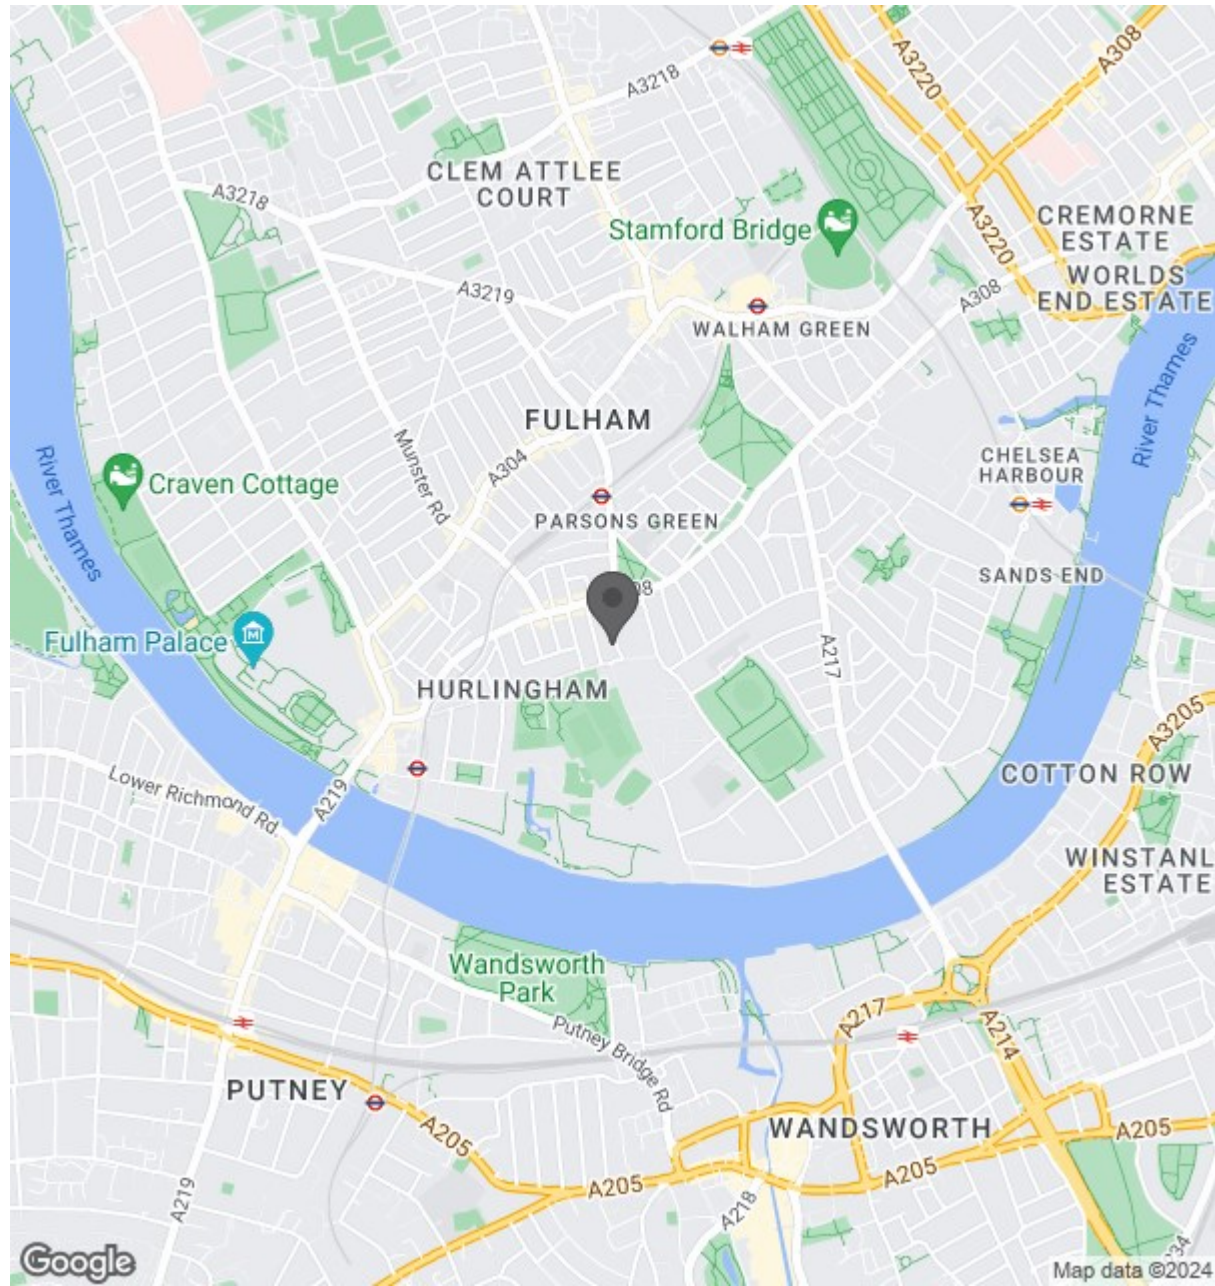 A3220
A308
A3218
CLEM ATTLEE
COURT
A3218
Stamford Bridge
A3220
CREMORNE
ESTATE
WORLDS
END ESTATE
A3219
A308
WALHAM GREEN
River Thames
FULHAM
Munster Rd
A304
River Thames
Craven Cottage
CHELSEA
HARBOUR
PARSONS GREEN
SANDS END
Fulham Palace
A217
HURLINGHAM
A3205
COTTON ROW
Lower Richmond Rd
A219
WINSTANL
ESTATE
Wandsworth
Park
A217
A214
Putney Bridge Rd
PUTNEY
A205
WANDSWORTH
A205
A205
A205
A219
A218
Google
Map data ©2024